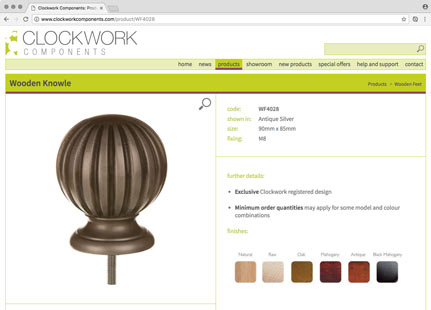 Clockwork Components: Prod
www.clockworkcomponents.com/product/WF4028
CLOCKWORK
COMPONENTS
home news products showroom new products special offers help and support contact
Wooden Knowle
Products Wooden Feet
code: WF4028
shown in: Antique Silver
size: 90mm x 85mm
fixing: M8
further details:
Exclusive Clockwork registered design
Minimum order quantities may apply for some model and colour
combinations
finishes:
Natural Raw Oak Mahogany Antique Black Mahogany